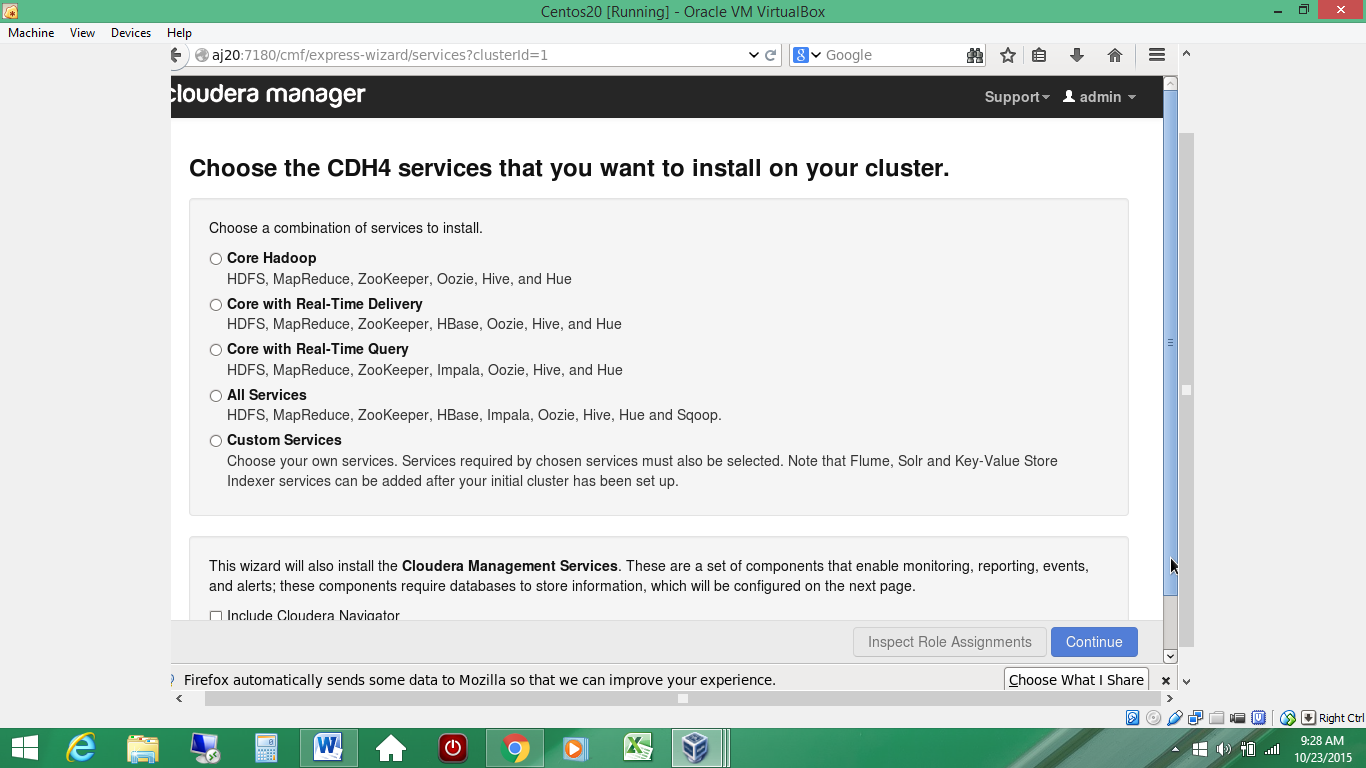 Centos20 [Running] - Oracle VM VirtualBox
Machine View Devices Help
aj20:7180/cmf/express-wizard/services?clusterId=1
Google
cloudera manager
Support admin
Choose the CDH4 services that you want to install on your cluster.
Choose a combination of services to install.
Core Hadoop
HDFS, MapReduce, ZooKeeper, Oozie, Hive, and Hue
Core with Real-Time Delivery
HDFS, MapReduce, ZooKeeper, HBase, Oozie, Hive, and Hue
Core with Real-Time Query
HDFS, MapReduce, ZooKeeper, Impala, Oozie, Hive, and Hue
All Services
HDFS, MapReduce, ZooKeeper, HBase, Impala, Oozie, Hive, Hue and Sqoop.
Custom Services
Choose your own services. Services required by chosen services must also be selected. Note that Flume, Solr and Key-Value Store
Indexer services can be added after your initial cluster has been set up.
This wizard will also install the Cloudera Management Services. These are a set of components that enable monitoring, reporting, events,
and alerts; these components require databases to store information, which will be configured on the next page.
Include Cloudera Navigator
Inspect Role Assignments Continue
Firefox automatically sends some data to Mozilla so that we can improve your experience. Choose What I Share
Right Ctrl
9:28 AM
10/23/2015